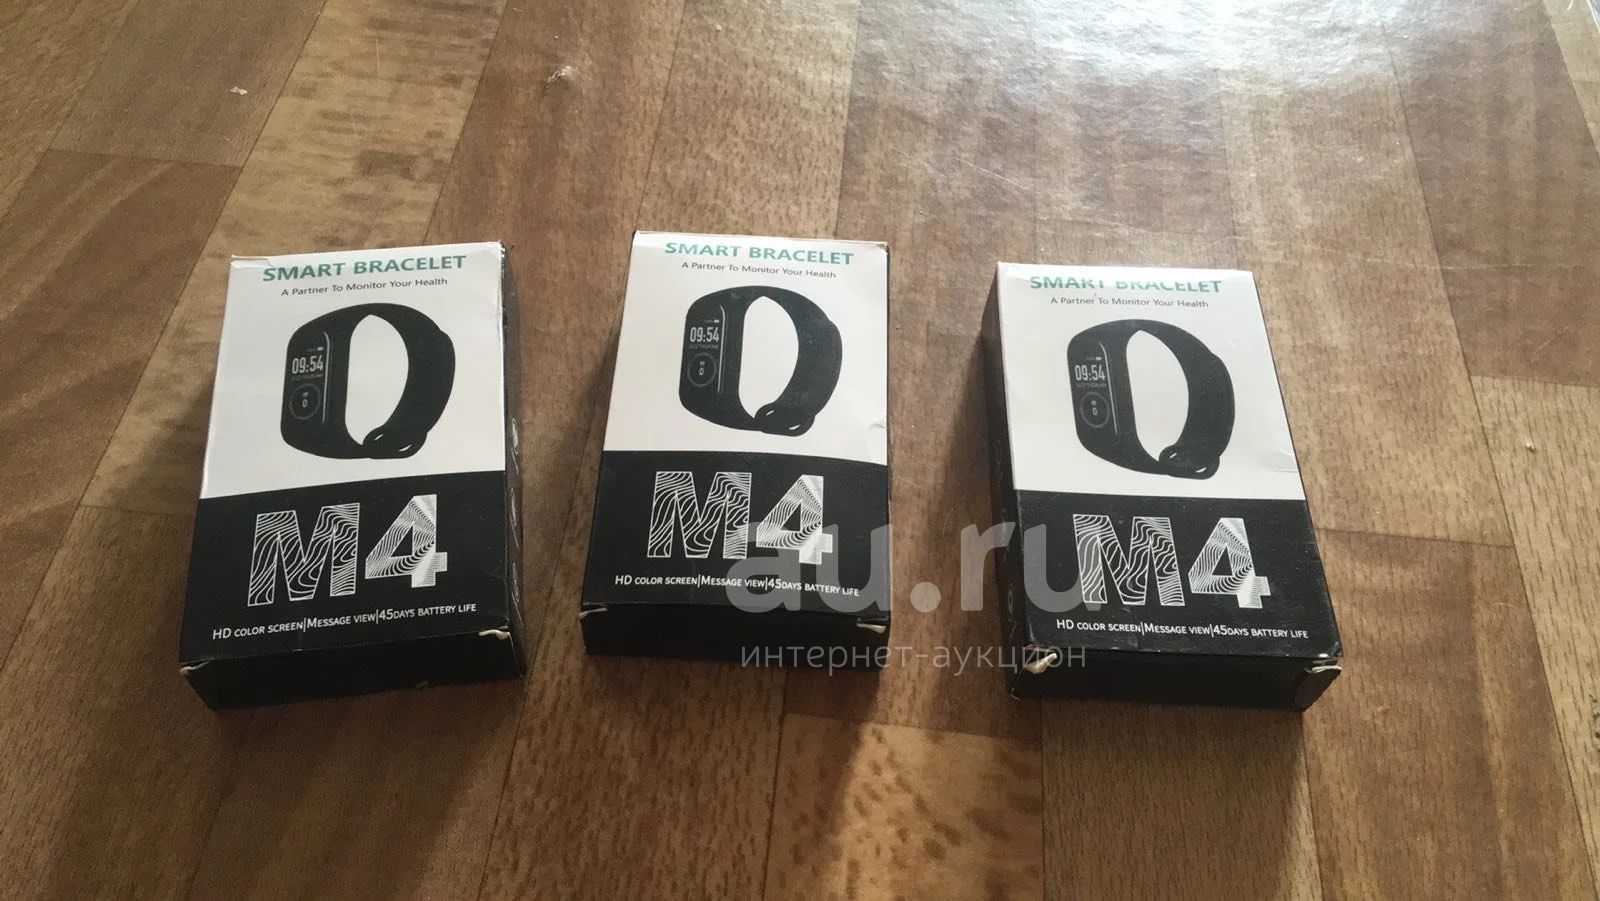 SMART BRACELET
A Partner To Monitor Your Health
09:54
0
M4
HD COLOR SCREEN|MESSAGE VIEW|45DAYS BATTERY LIFE
SMART BRACELET
A Partner To Monitor Your Health
09:54
0
M4
HD COLOR SCREEN|MESSAGE VIEW|45DAYS BATTERY LIFE
SMART BRACELET
A Partner To Monitor Your Health
09:54
0
M4
HD COLOR SCREEN|MESSAGE VIEW|45DAYS BATTERY LIFE
au.ru
интернет-аукцион